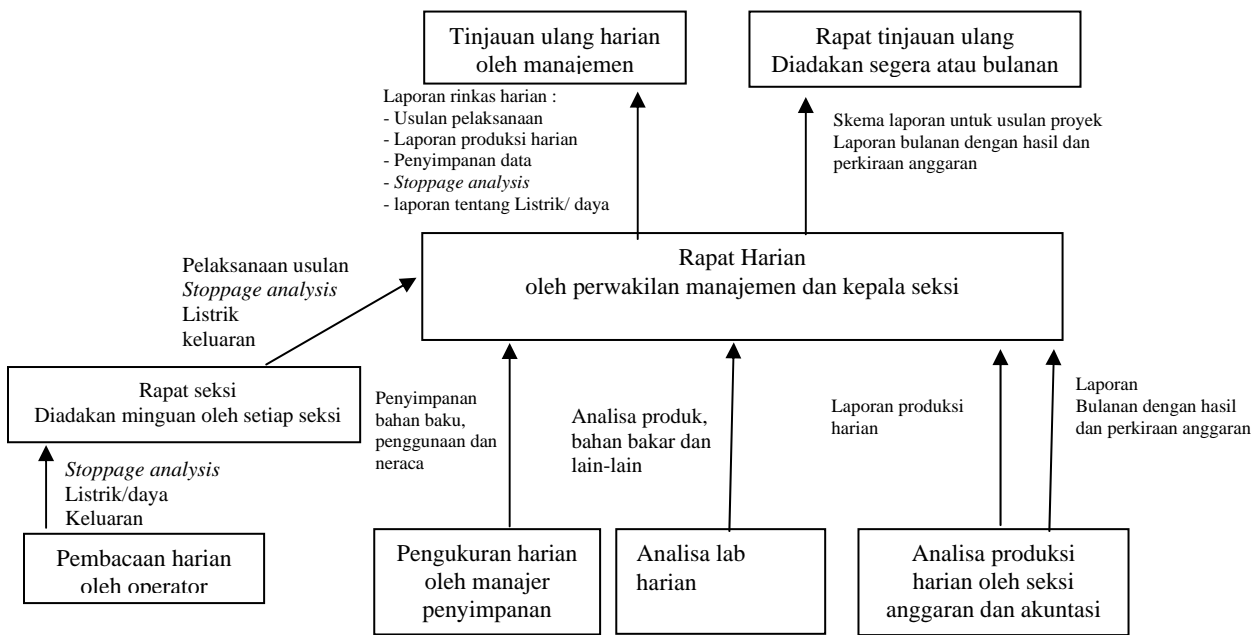 Tinjauan ulang harian
oleh manajemen
Rapat tinjauan ulang
Diadakan segera atau bulanan
Laporan rinkas harian :
- Usulan pelaksanaan
- Laporan produksi harian
- Penyimpanan data
- Stoppage analysis
- laporan tentang Listrik/ daya
Skema laporan untuk usulan proyek
Laporan bulanan dengan hasil dan
perkiraan anggaran
Rapat Harian
oleh perwakilan manajemen dan kepala seksi
Pelaksanaan usulan
Stoppage analysis
Listrik
keluaran
Rapat seksi
Diadakan minguan oleh setiap seksi
Penyimpanan
bahan baku,
penggunaan dan
neraca
Analisa produk,
bahan bakar dan
lain-lain
Laporan produksi
harian
Laporan
Bulanan dengan hasil
dan perkiraan anggaran
Stoppage analysis
Listrik/daya
Keluaran
Pembacaan harian
oleh operator
Pengukuran harian
oleh manajer
penyimpanan
Analisa lab
harian
Analisa produksi
harian oleh seksi
anggaran dan akuntasi